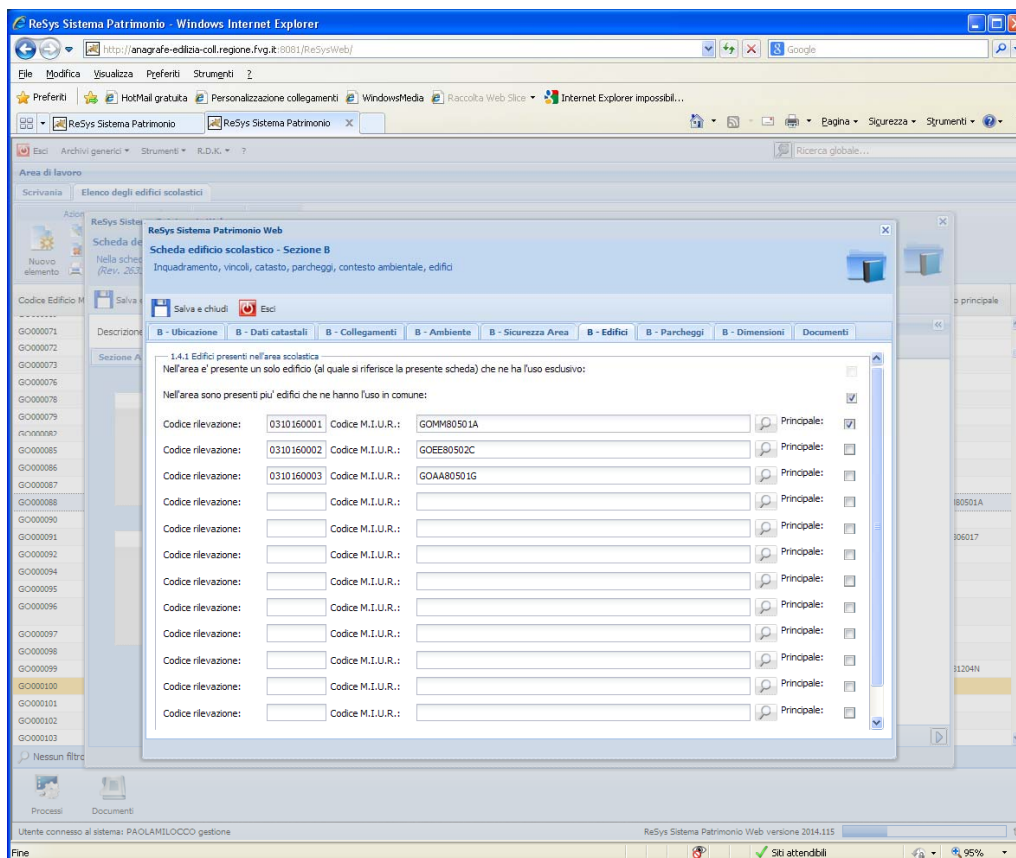 ReSys Sistema Patrimonio - Windows Internet Explorer
http://anagrafe-edilizia-coll.regione.fvg.it:8081/ReSysWeb/
Google
File Modifica Visualizza Preferiti Strumenti ?
Preferiti HotMail gratuita Personalizzazione collegamenti WindowsMedia Raccolta Web Slice Internet Explorer impossibil...
ReSys Sistema Patrimonio ReSys Sistema Patrimonio X Pagina Sicurezza Strumenti
Esci Archivi generici Strumenti R.D.K. ? Ricerca globale...
Area di lavoro
Scrivania Elenco degli edifici scolastici
Nuovo elemento
Codice Edificio M
GO000071
GO000072
GO000073
GO000076
GO000078
GO000079
GO000082
GO000085
GO000086
GO000087
GO000088
GO000090
GO000091
GO000092
GO000094
GO000095
GO000096
GO000097
GO000098
GO000099
GO000100
GO000101
GO000102
GO000103
Nessun filtro
ReSys Siste
Scheda de
Nella sched
(Rev. 263
Salva
Descrizione
Sezione A
o principale
80501A
806017
81204N
ReSys Sistema Patrimonio Web
Scheda edificio scolastico - Sezione B
Inquadramento, vincoli, catasto, parcheggi, contesto ambientale, edifici
Salva e chiudi Esci
B - Ubicazione B - Dati catastali B - Collegamenti B - Ambiente B - Sicurezza Area B - Edifici B - Parcheggi B - Dimensioni Documenti
1.4.1 Edifici presenti nell'area scolastica
Nell'area e' presente un solo edificio (al quale si riferisce la presente scheda) che ne ha l'uso esclusivo:
Nell'area sono presenti piu' edifici che ne hanno l'uso in comune:
Codice rilevazione: 0310160001 Codice M.I.U.R.: GOMM80501A Principale:
Codice rilevazione: 0310160002 Codice M.I.U.R.: GOEE80502C Principale:
Codice rilevazione: 0310160003 Codice M.I.U.R.: GOAA80501G Principale:
Codice rilevazione: Codice M.I.U.R.: Principale:
Codice rilevazione: Codice M.I.U.R.: Principale:
Codice rilevazione: Codice M.I.U.R.: Principale:
Codice rilevazione: Codice M.I.U.R.: Principale:
Codice rilevazione: Codice M.I.U.R.: Principale:
Codice rilevazione: Codice M.I.U.R.: Principale:
Codice rilevazione: Codice M.I.U.R.: Principale:
Codice rilevazione: Codice M.I.U.R.: Principale:
Codice rilevazione: Codice M.I.U.R.: Principale:
Processi Documenti
Utente connesso al sistema: PAOLAMILOCCO gestione ReSys Sistema Patrimonio Web versione 2014.115
Fine Siti attendibili 95%